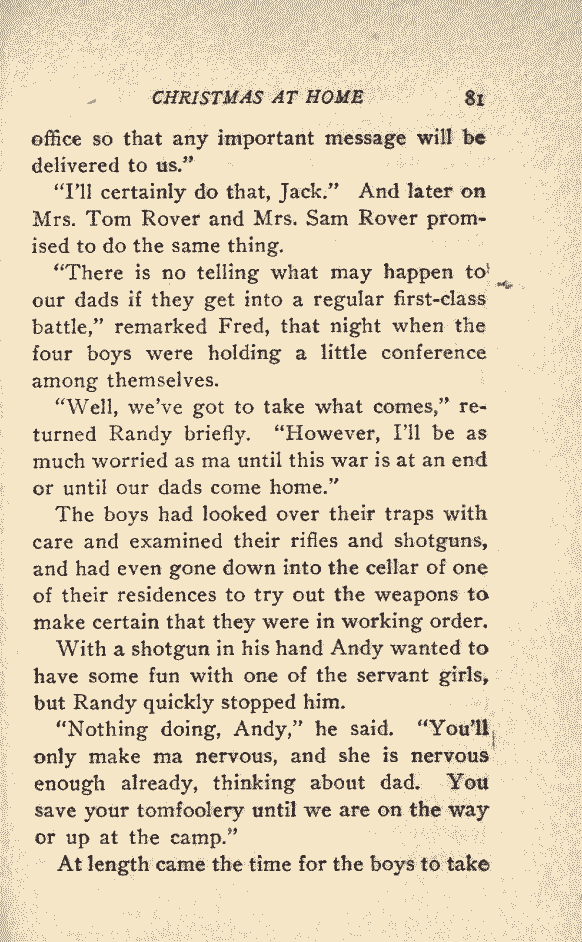 CHRISTMAS AT HOME 81
office so that any important message will be
delivered to us.”
“I’ll certainly do that, Jack.” And later on
Mrs. Tom Rover and Mrs. Sam Rover prom-
ised to do the same thing.
“There is no telling what may happen to
our dads if they get into a regular first-class
battle,” remarked Fred, that night when the
four boys were holding a little conference
among themselves.
“Well, we’ve got to take what comes,” re-
turned Randy briefly. “However, I’ll be as
much worried as ma until this war is at an end
or until our dads come home.”
The boys had looked over their traps with
care and examined their rifles and shotguns,
and had even gone down into the cellar of one
of their residences to try out the weapons to
make certain that they were in working order.
With a shotgun in his hand Andy wanted to
have some fun with one of the servant girls,
but Randy quickly stopped him.
“Nothing doing, Andy,” he said. “You’ll
only make ma nervous, and she is nervous
enough already, thinking about dad. You
save your tomfoolery until we are on the way
or up at the camp.”
At length came the time for the boys to take